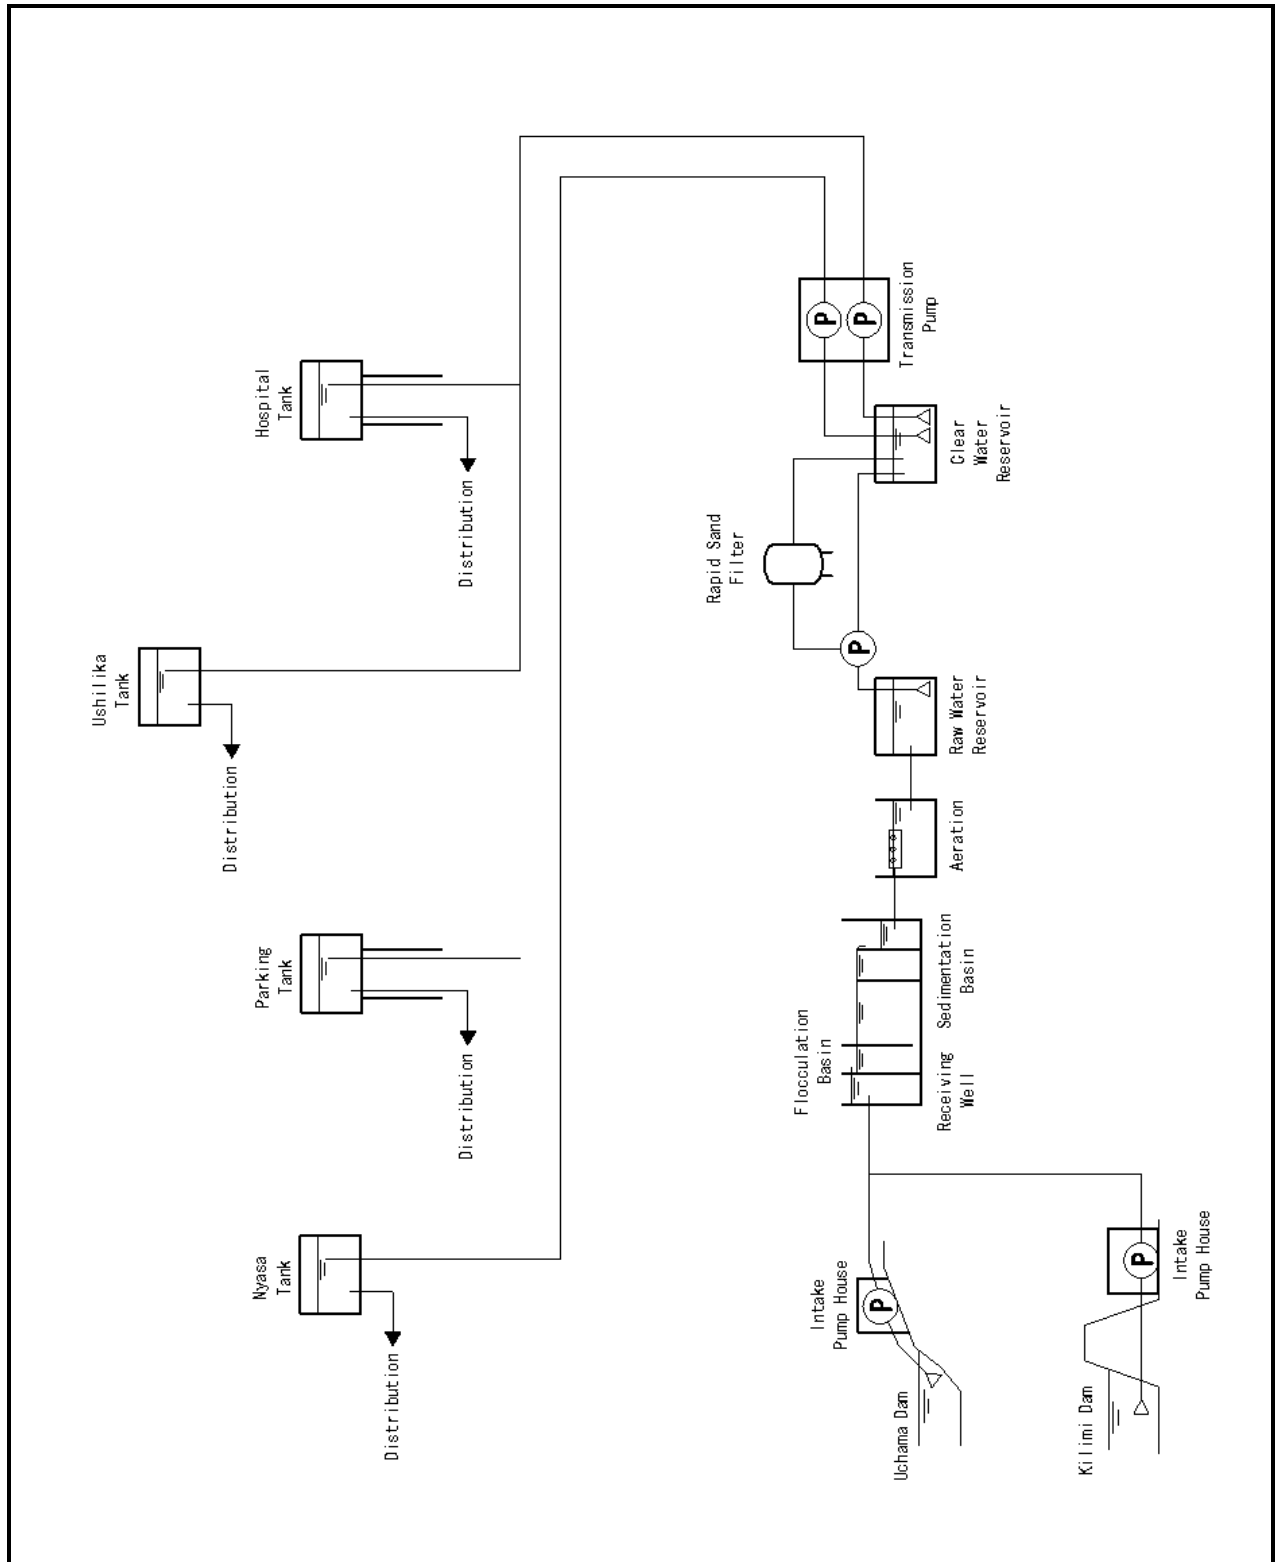 Ushilika
Tank
Distribution
Hospital
Tank
Distribution
Parking
Tank
Distribution
Nyasa
Tank
Distribution
Transmission
Pump
P
P
Clear
Water
Reservoir
Rapid Sand
Filter
P
Raw Water
Reservoir
Aeration
Sedimentation
Basin
Flocculation
Basin
Receiving
Well
Intake
Pump House
P
Uchama Dam
Intake
Pump House
P
Kilimi Dam